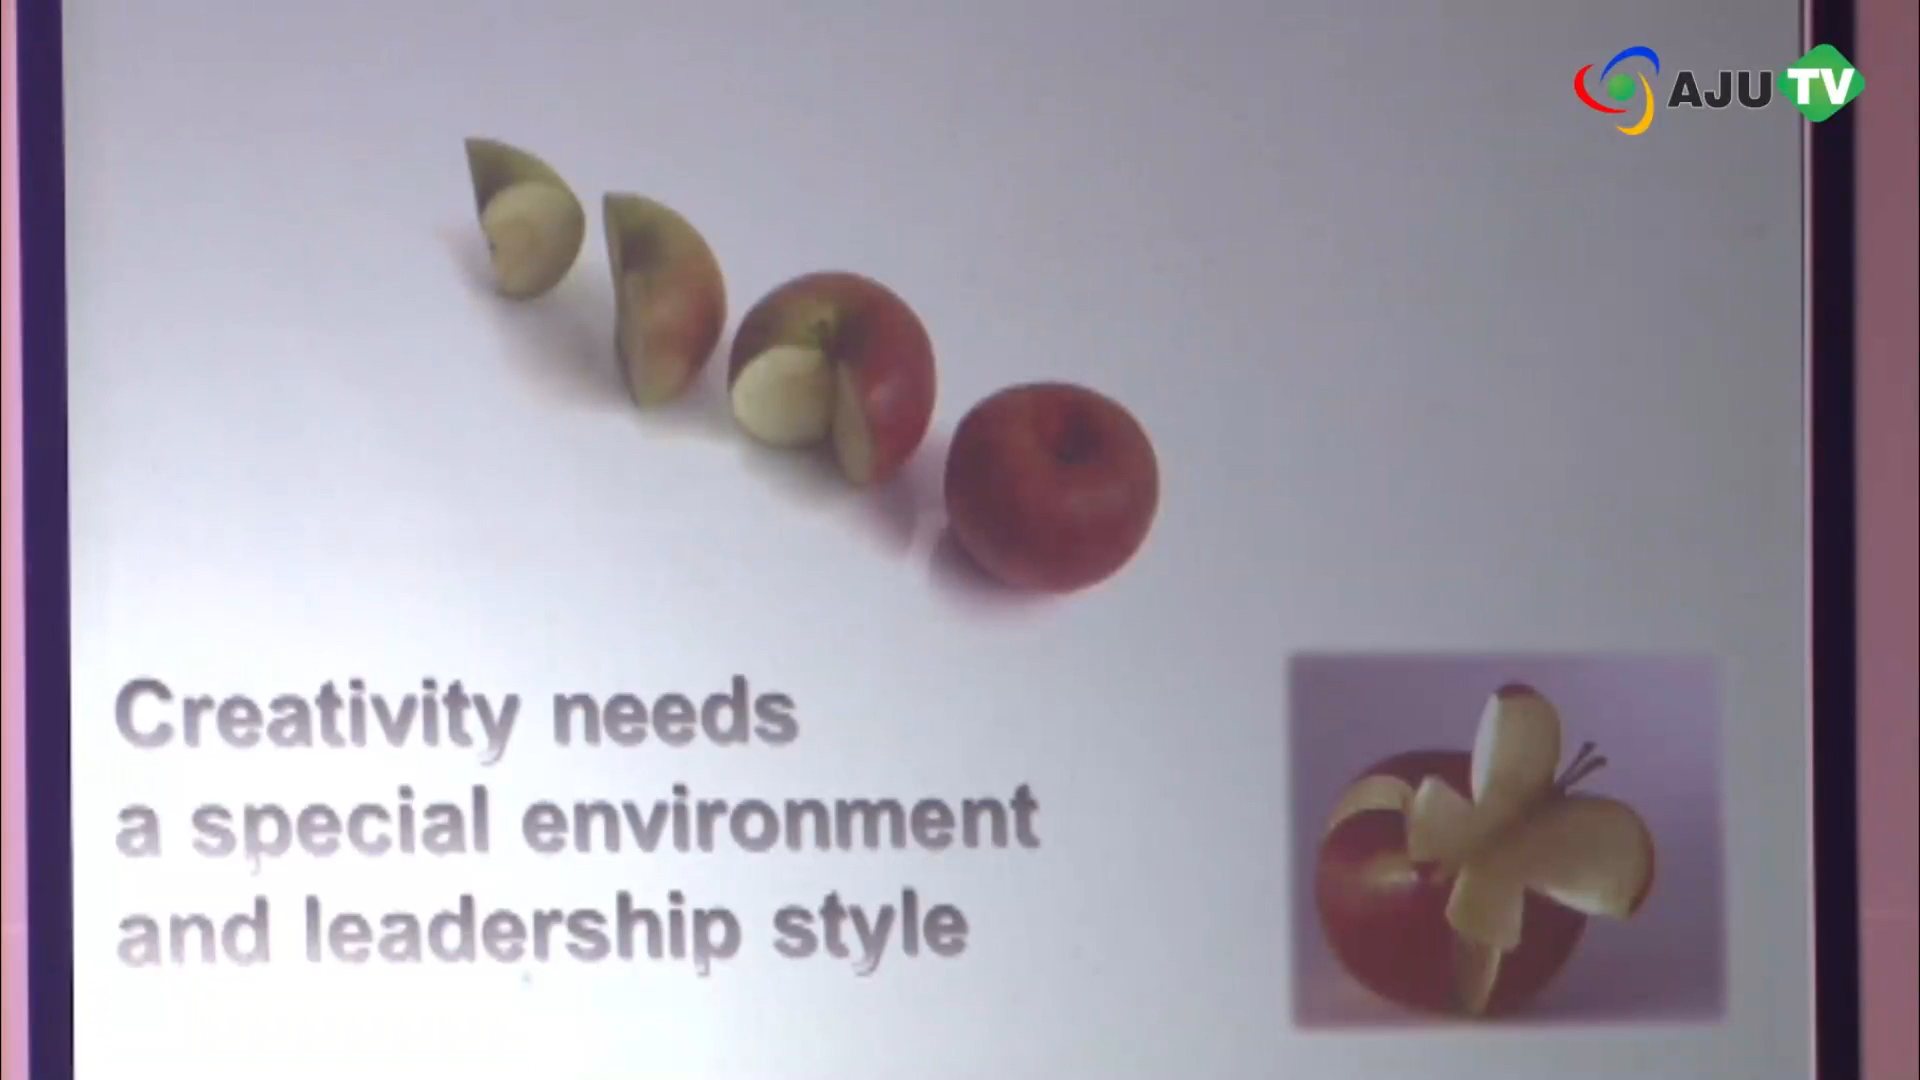 AJU TV
Creativity needs
a special environment
and leadership style